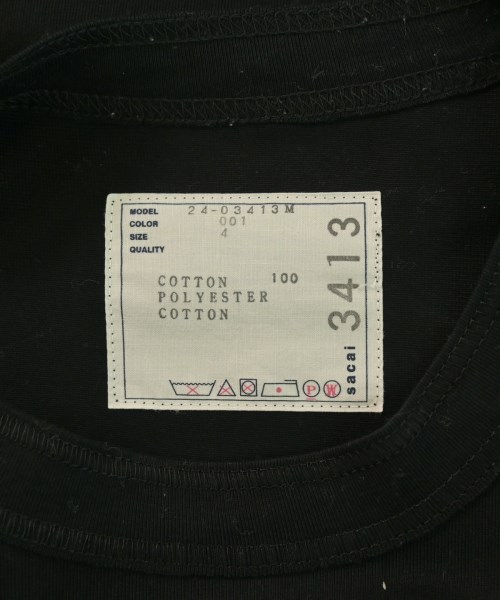 MODEL 24-03413M
COLOR 001
SIZE 4
QUALITY
COTTON 100
POLYESTER
COTTON
P W
sacai 3413